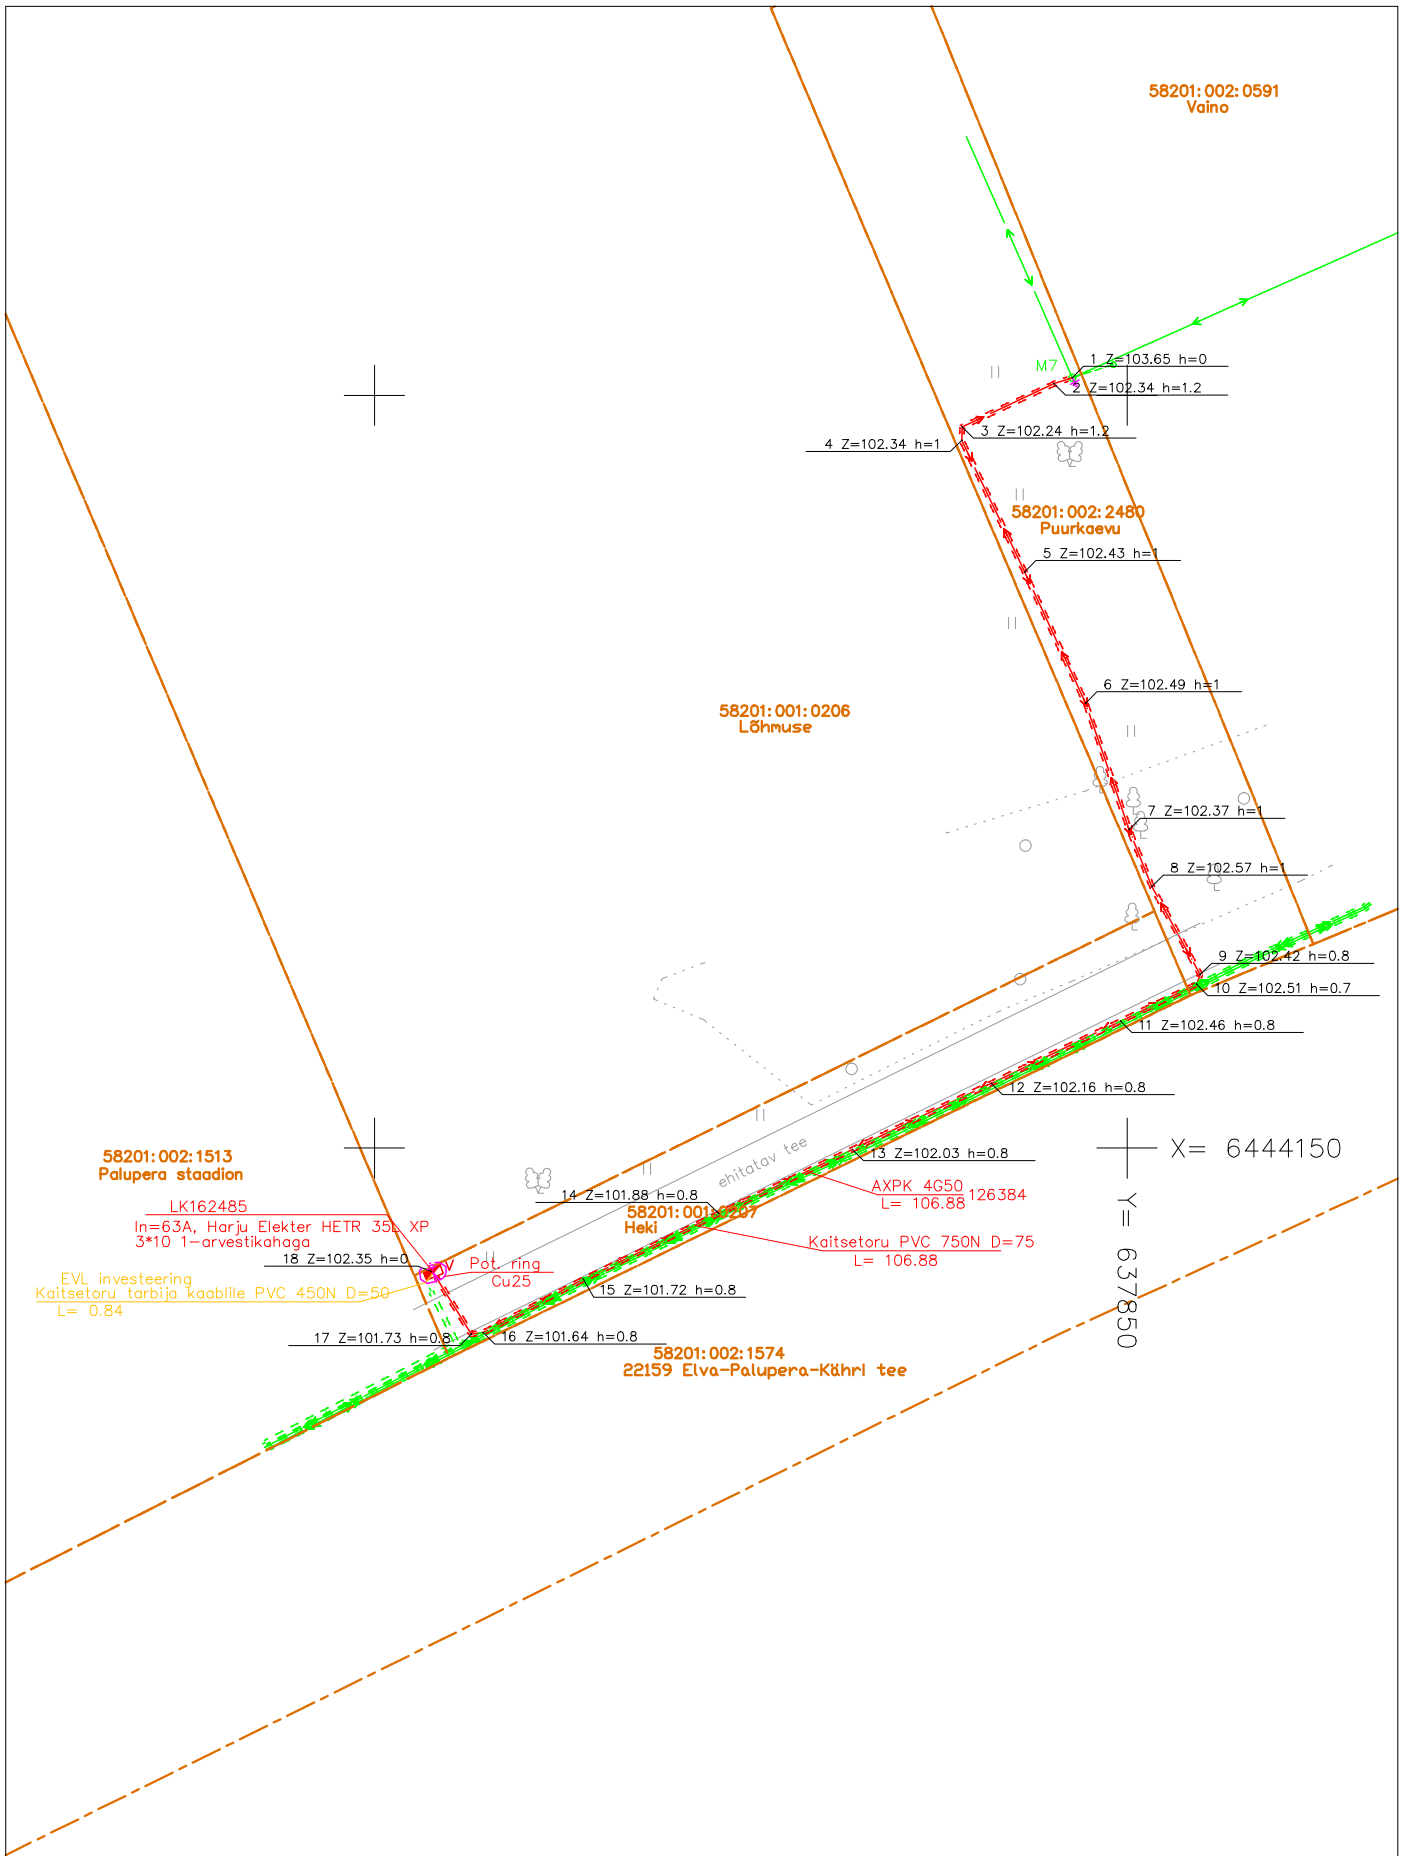 58201:002:0591
Vaino
M7
1 Z=103.65 h=0
2 Z=102.34 h=1.2
3 Z=102.24 h=1.2
4 Z=102.34 h=1
58201:002:2480
Puurkaevu
5 Z=102.43 h=1
6 Z=102.49 h=1
58201:001:0206
Lõhmuse
7 Z=102.37 h=1
8 Z=102.57 h=1
9 Z=102.42 h=0.8
10 Z=102.51 h=0.7
11 Z=102.46 h=0.8
12 Z=102.16 h=0.8
X= 6444150
Y= 637850
ehitatav tee
13 Z=102.03 h=0.8
58201:002:1513
Palupera staadion
AXPK 4G50 126384
L= 106.88
14 Z=101.88 h=0.8
58201:001:0207
Heki
LK162485
In=63A, Harju Elekter HETR 35L XP
3*10 1-arvestikahaga
Kaitsetoru PVC 750N D=75
L= 106.88
18 Z=102.35 h=0
Pot. ring
Cu25
EVL investeering
Kaitsetoru tarbija kaablile PVC 450N D=50
L= 0.84
15 Z=101.72 h=0.8
17 Z=101.73 h=0.8
16 Z=101.64 h=0.8
58201:002:1574
22159 Elva-Palupera-Kähri tee